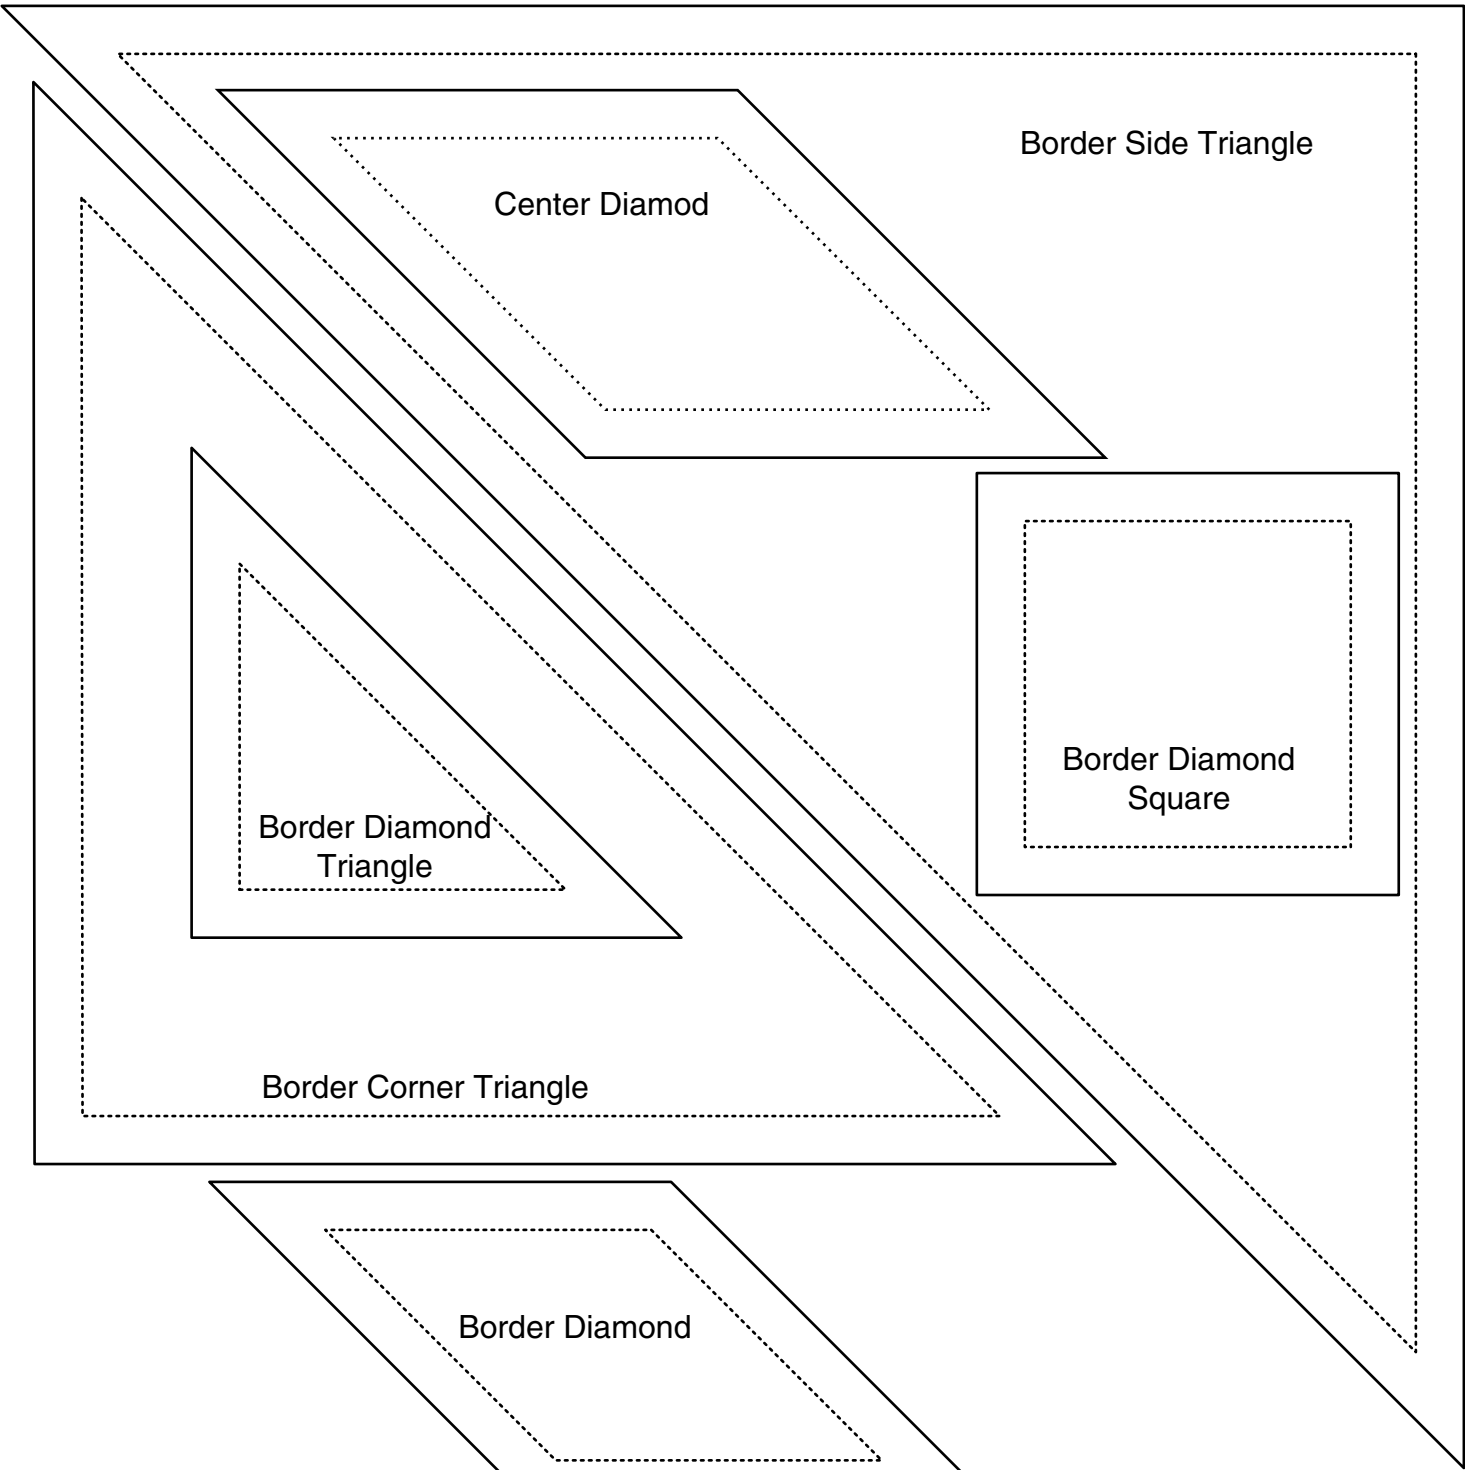 Border Side Triangle
Center Diamod
Border Diamond
Square
Border Diamond
Triangle
Border Corner Triangle
Border Diamond